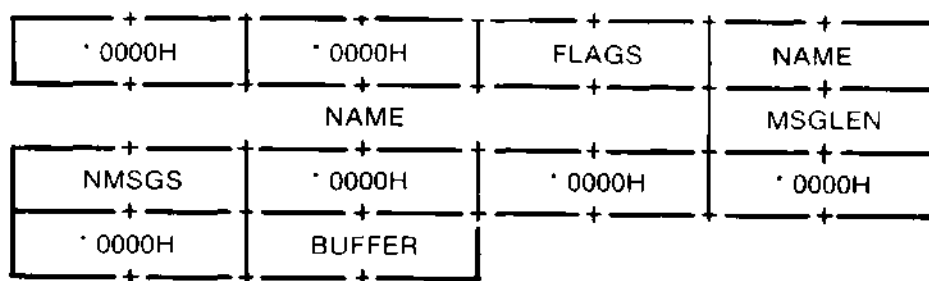 · 0000H · 0000H FLAGS NAME
NAME MSGLEN
NMSGS · 0000H · 0000H · 0000H
· 0000H BUFFER